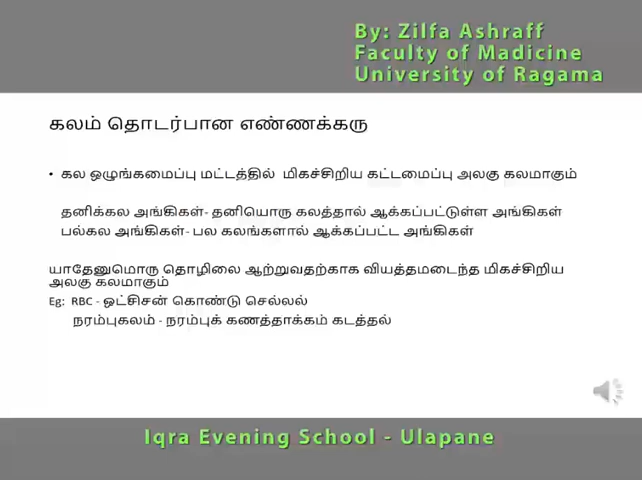 By: Zilfa Ashraff
Faculty of Madicine
University of Ragama
கலம் தொடர்பான எண்ணக்கரு
• கல ஒழுங்கமைப்பு மட்டத்தில் மிகச்சிறிய கட்டமைப்பு அலகு கலமாகும்
தனிக்கல அங்கிகள்- தனியொரு கலத்தால் ஆக்கப்பட்டுள்ள அங்கிகள்
பல்கல அங்கிகள்- பல கலங்களால் ஆக்கப்பட்ட அங்கிகள்
யாதேனுமொரு தொழிலை ஆற்றுவதற்காக வியத்தமடைந்த மிகச்சிறிய
அலகு கலமாகும்
Eg: RBC - ஒட்சிசன் கொண்டு செல்லல்
நரம்புகலம் - நரம்புக் கணத்தாக்கம் கடத்தல்
Iqra Evening School - Ulapane